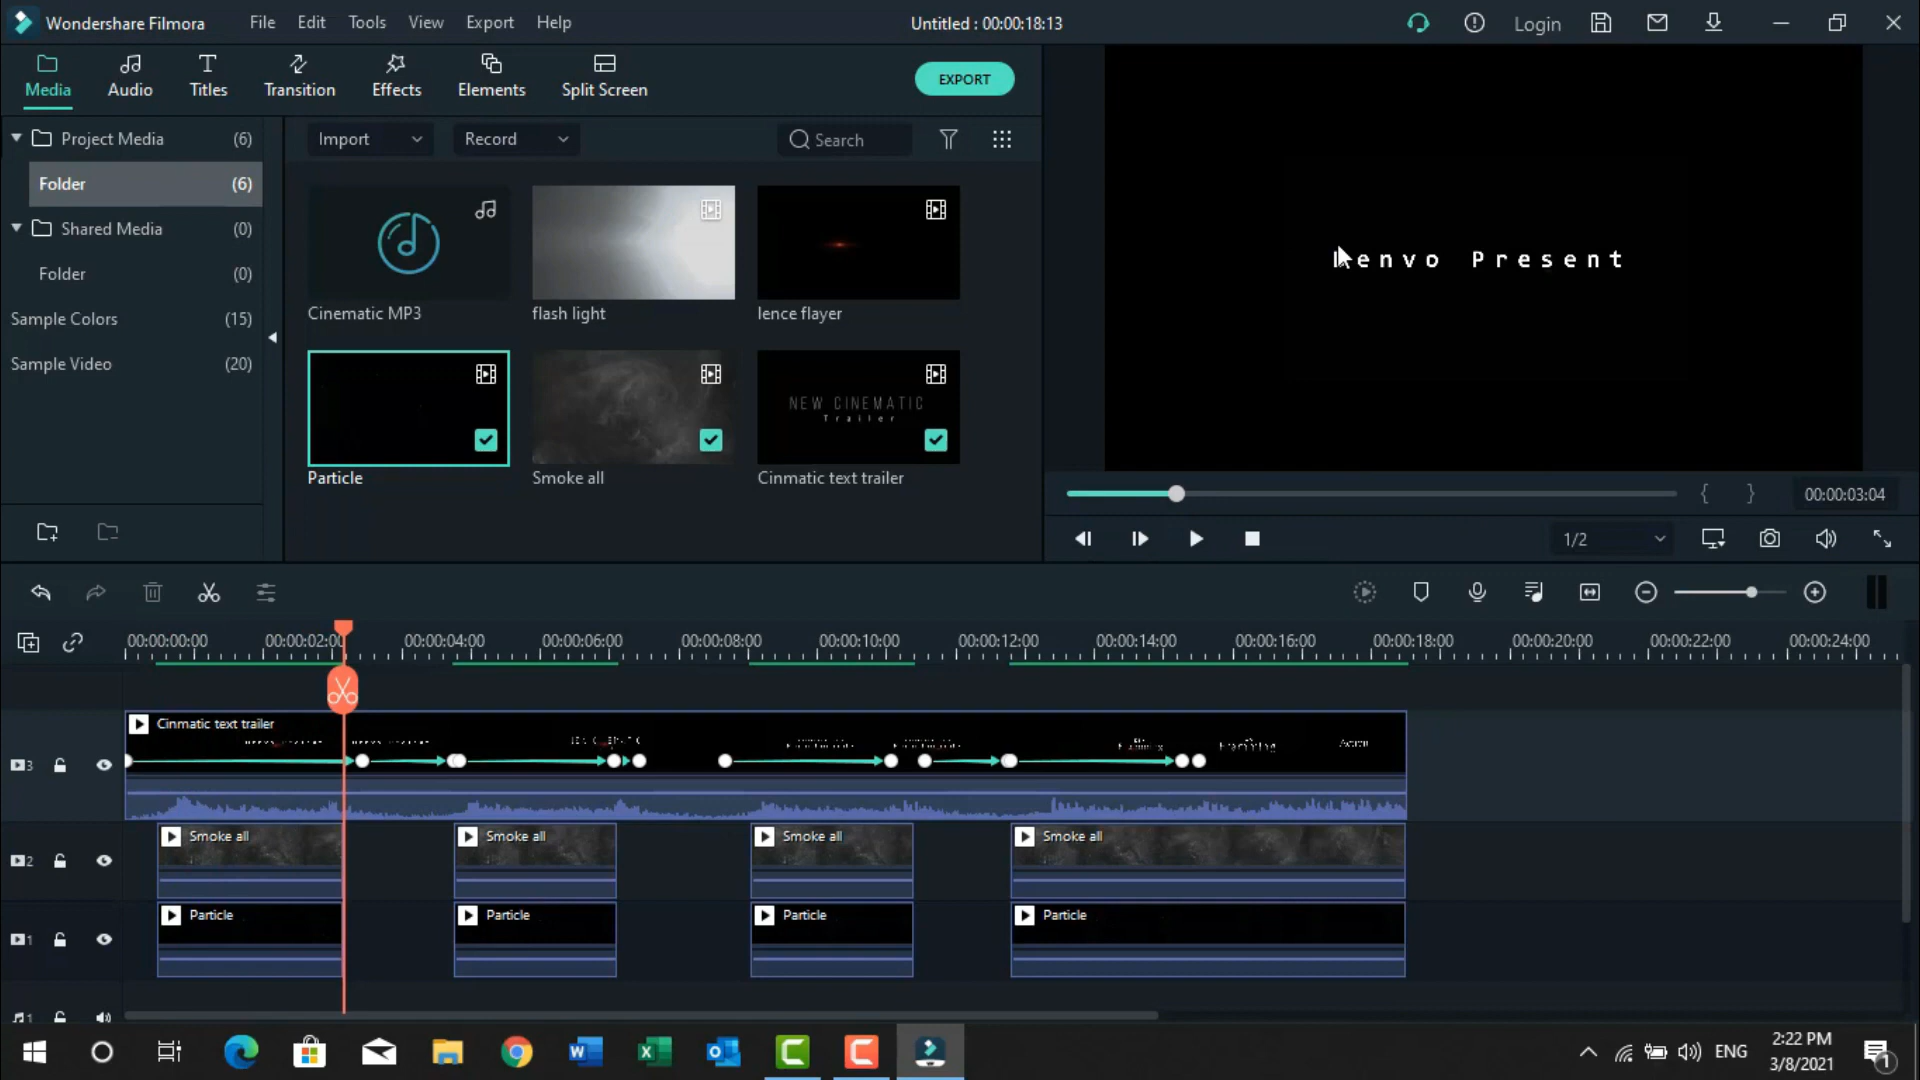 Wondershare Filmora
File Edit Tools View Export Help
Untitled : 00:00:18:13
Login
Media Audio Titles Transition Effects Elements Split Screen
EXPORT
Project Media (6)
Folder (6)
Shared Media (0)
Folder (0)
Sample Colors (15)
Sample Video (20)
Import Record Search
Cinematic MP3 flash light lence flayer
NEW CINEMATIC
Trailer
Particle Smoke all Cinmatic text trailer
envo Present
{ } 00:00:03:04
1/2
00:00:00:00 00:00:02:0 00:00:04:00 00:00:06:00 00:00:08:00 00:00:10:00 00:00:12:00 00:00:14:00 00:00:16:00 00:00:18:00 00:00:20:00 00:00:22:00 00:00:24:00
3 Cinmatic text trailer
2 Smoke all Smoke all Smoke all Smoke all
1 Particle Particle Particle Particle
1
ENG
2:22 PM
3/8/2021
1